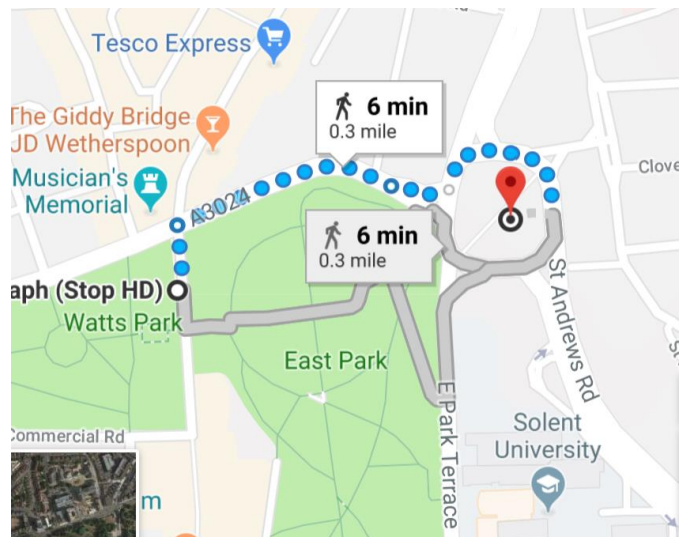 Tesco Express
The Giddy Bridge
JD Wetherspoon
6 min
0.3 mile
Musician's
Memorial
Clove
A3024
6 min
0.3 mile
aph (Stop HD)
Watts Park
St Andrews Rd
East Park
E Park Terrace
Solent
University
Commercial Rd
m